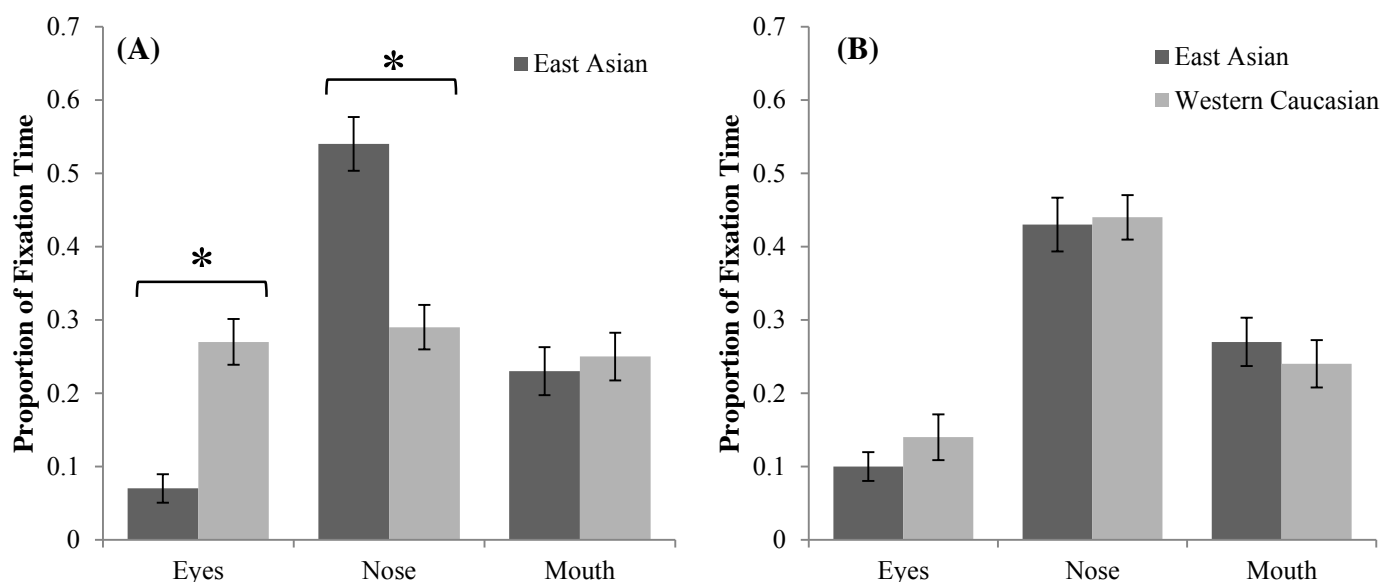 (A)
East Asian
*
*
Proportion of Fixation Time
0.7
0.6
0.5
0.4
0.3
0.2
0.1
0
Eyes Nose Mouth
(B)
East Asian
Western Caucasian
Proportion of Fixation Time
0.7
0.6
0.5
0.4
0.3
0.2
0.1
0
Eyes Nose Mouth